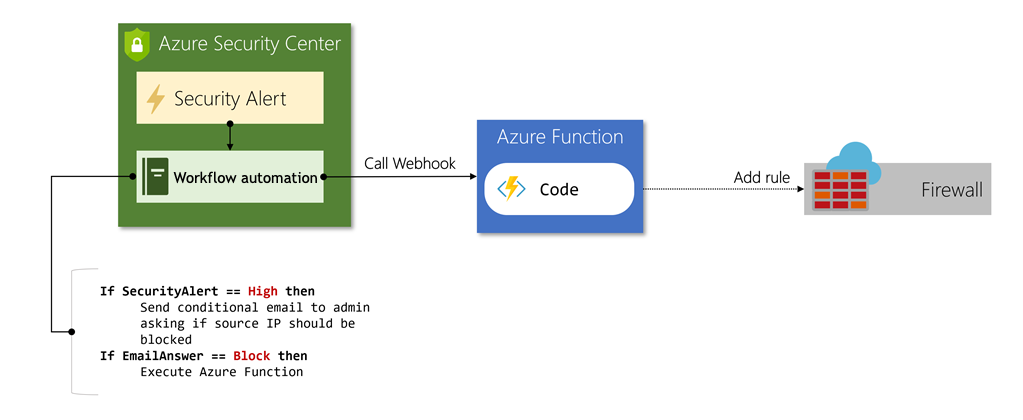 Azure Security Center
Security Alert
Workflow automation
Call Webhook
Azure Function
Code
Add rule
Firewall
If SecurityAlert == High then
Send conditional email to admin
asking if source IP should be
blocked
If EmailAnswer == Block then
Execute Azure Function